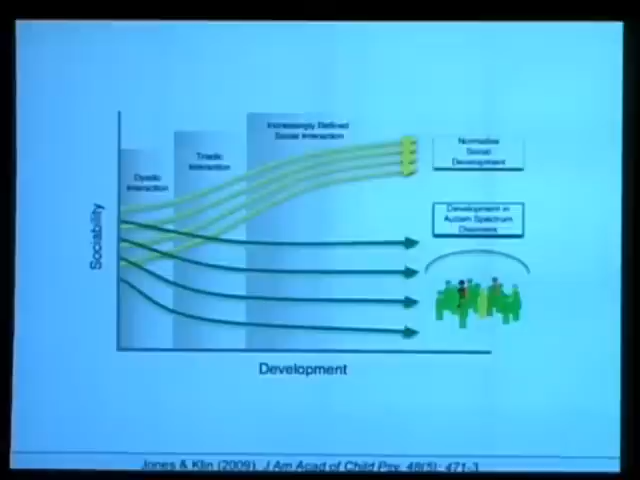 Increasingly Refined
Social Interaction
Triadic
Interaction
Dyadic
Interaction
Normative
Social
Development
Development in
Autism Spectrum
Disorders
Sociability
Development
Jones & Klin (2009), J Am Acad of Child Psy, 48(5): 471-3